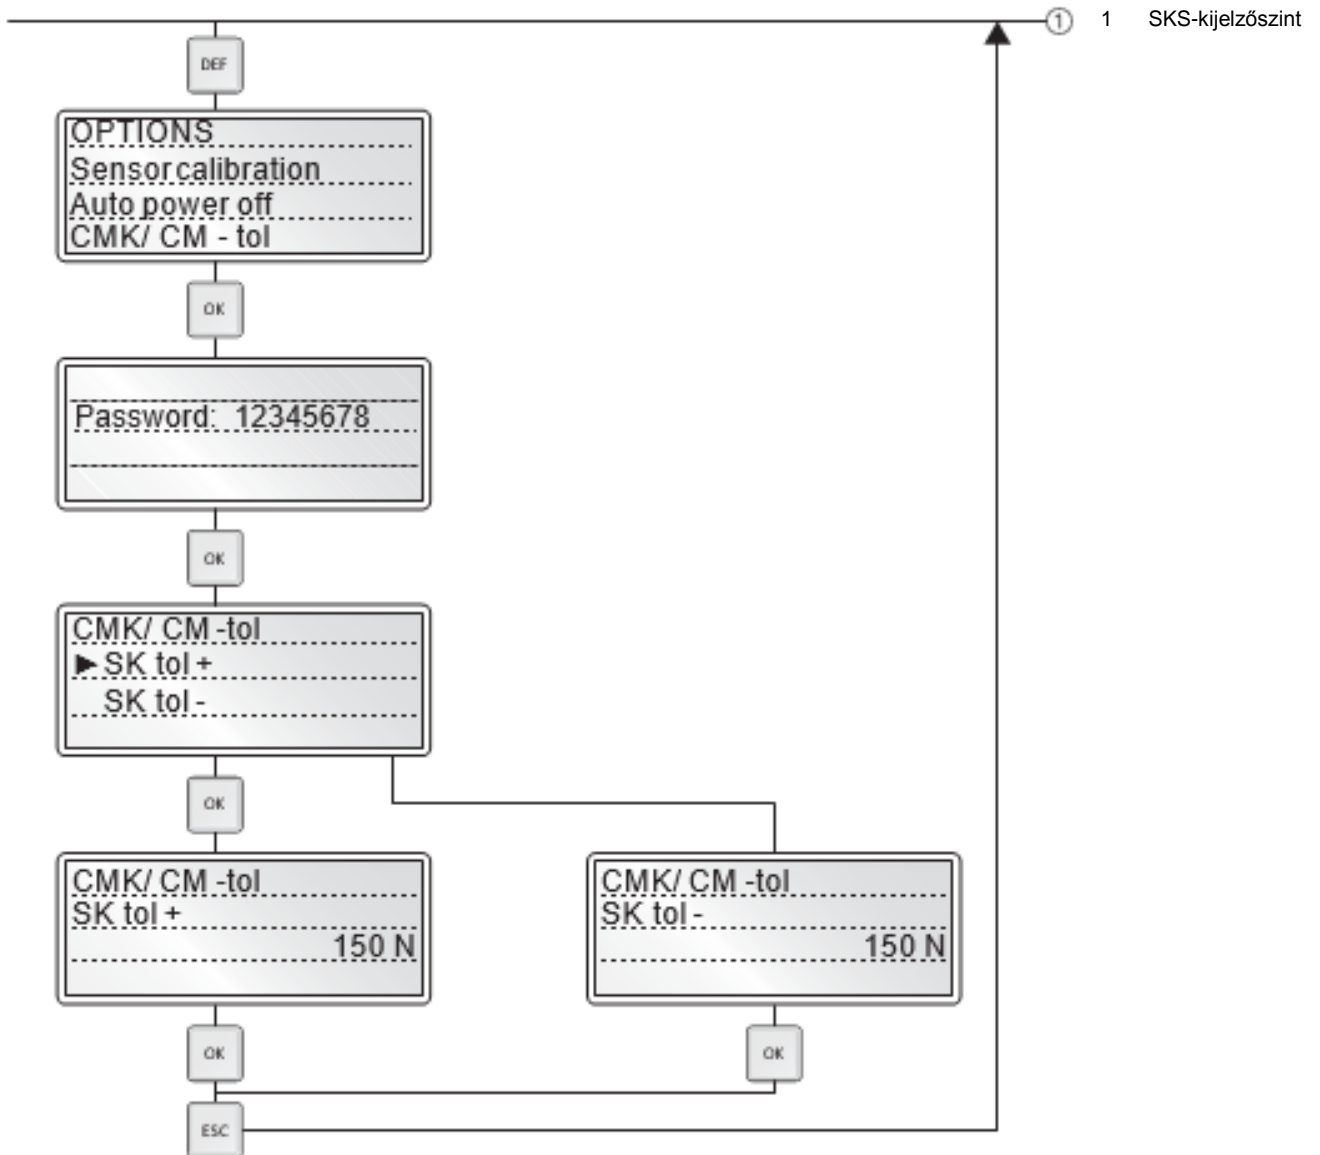 ① 1 SKS-kijelzőszint
DEF
OPTIONS
Sensor calibration
Auto power off
CMK/ CM - tol
OK
Password: 12345678
OK
CMK/ CM -tol
►SK tol +
SK tol -
OK
CMK/ CM -tol
SK tol +
150 N
CMK/ CM -tol
SK tol -
150 N
OK
OK
ESC